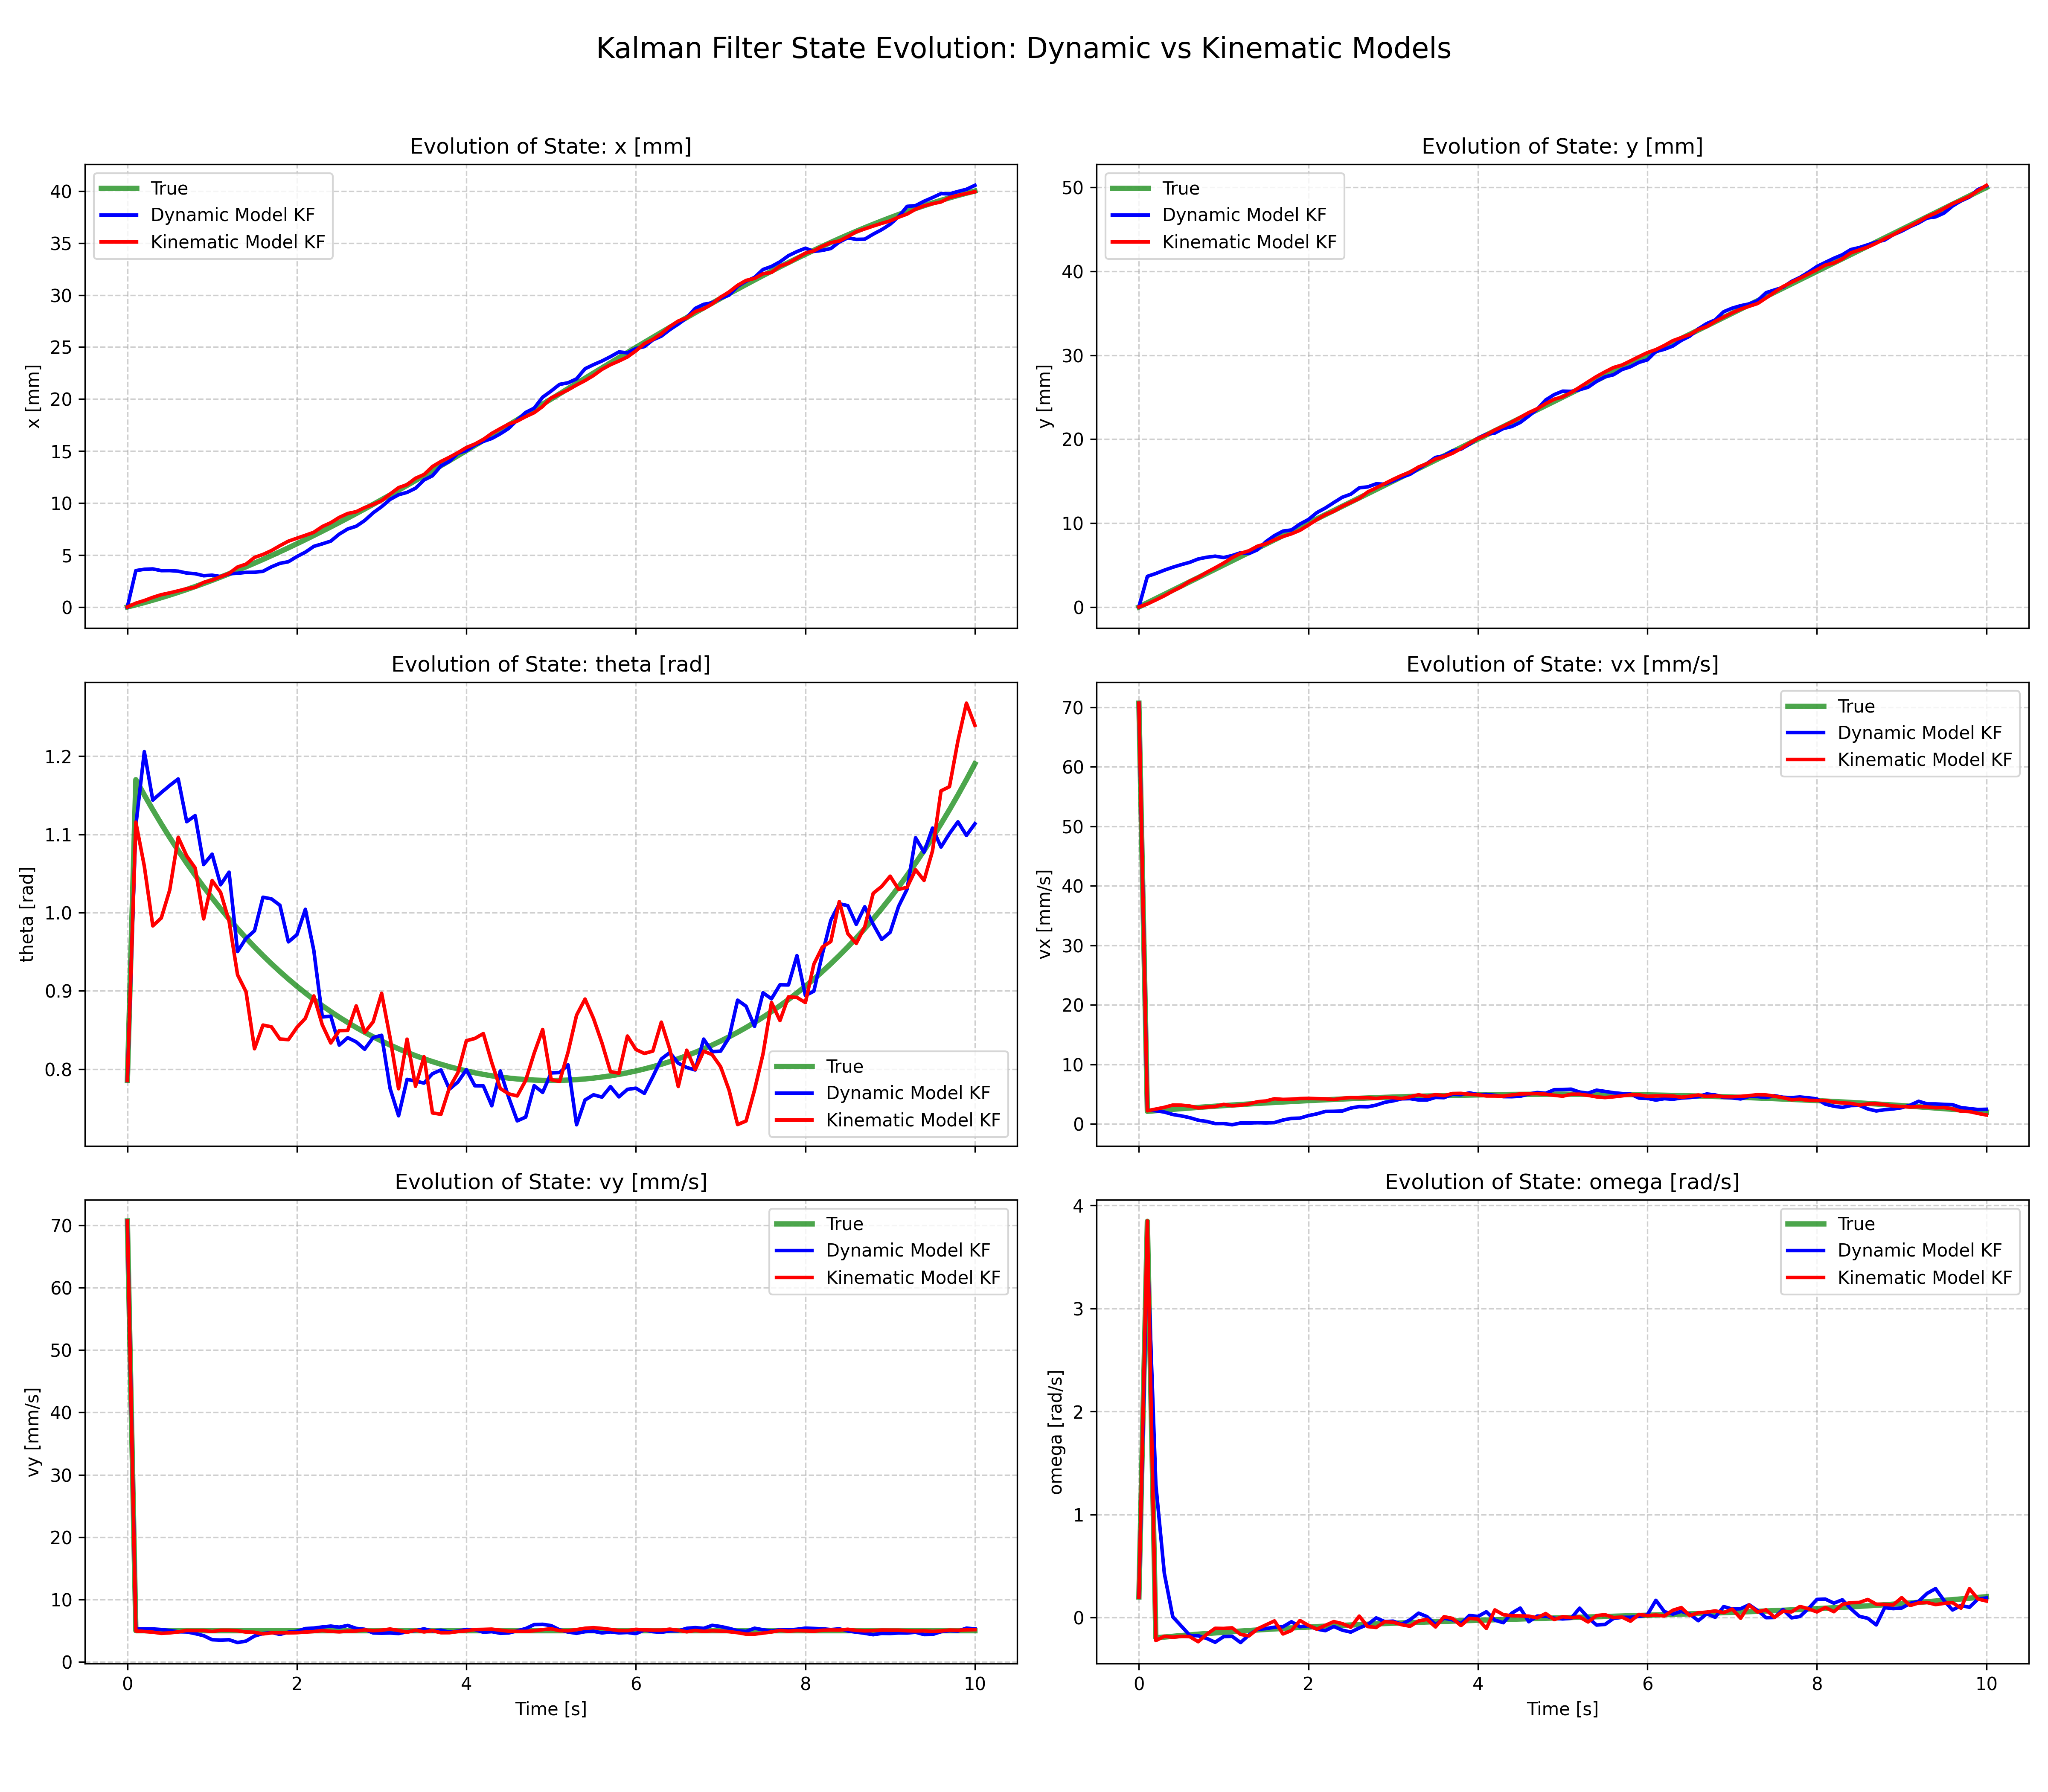 Kalman Filter State Evolution: Dynamic vs Kinematic Models
Evolution of State: x [mm]
x [mm]
40
35
30
25
20
15
10
5
0
True
Dynamic Model KF
Kinematic Model KF
Evolution of State: y [mm]
y [mm]
50
40
30
20
10
0
True
Dynamic Model KF
Kinematic Model KF
Evolution of State: theta [rad]
theta [rad]
1.2
1.1
1.0
0.9
0.8
True
Dynamic Model KF
Kinematic Model KF
Evolution of State: vx [mm/s]
vx [mm/s]
70
60
50
40
30
20
10
0
True
Dynamic Model KF
Kinematic Model KF
Evolution of State: vy [mm/s]
vy [mm/s]
70
60
50
40
30
20
10
0
True
Dynamic Model KF
Kinematic Model KF
0 2 4 6 8 10
Time [s]
Evolution of State: omega [rad/s]
omega [rad/s]
4
3
2
1
0
True
Dynamic Model KF
Kinematic Model KF
0 2 4 6 8 10
Time [s]